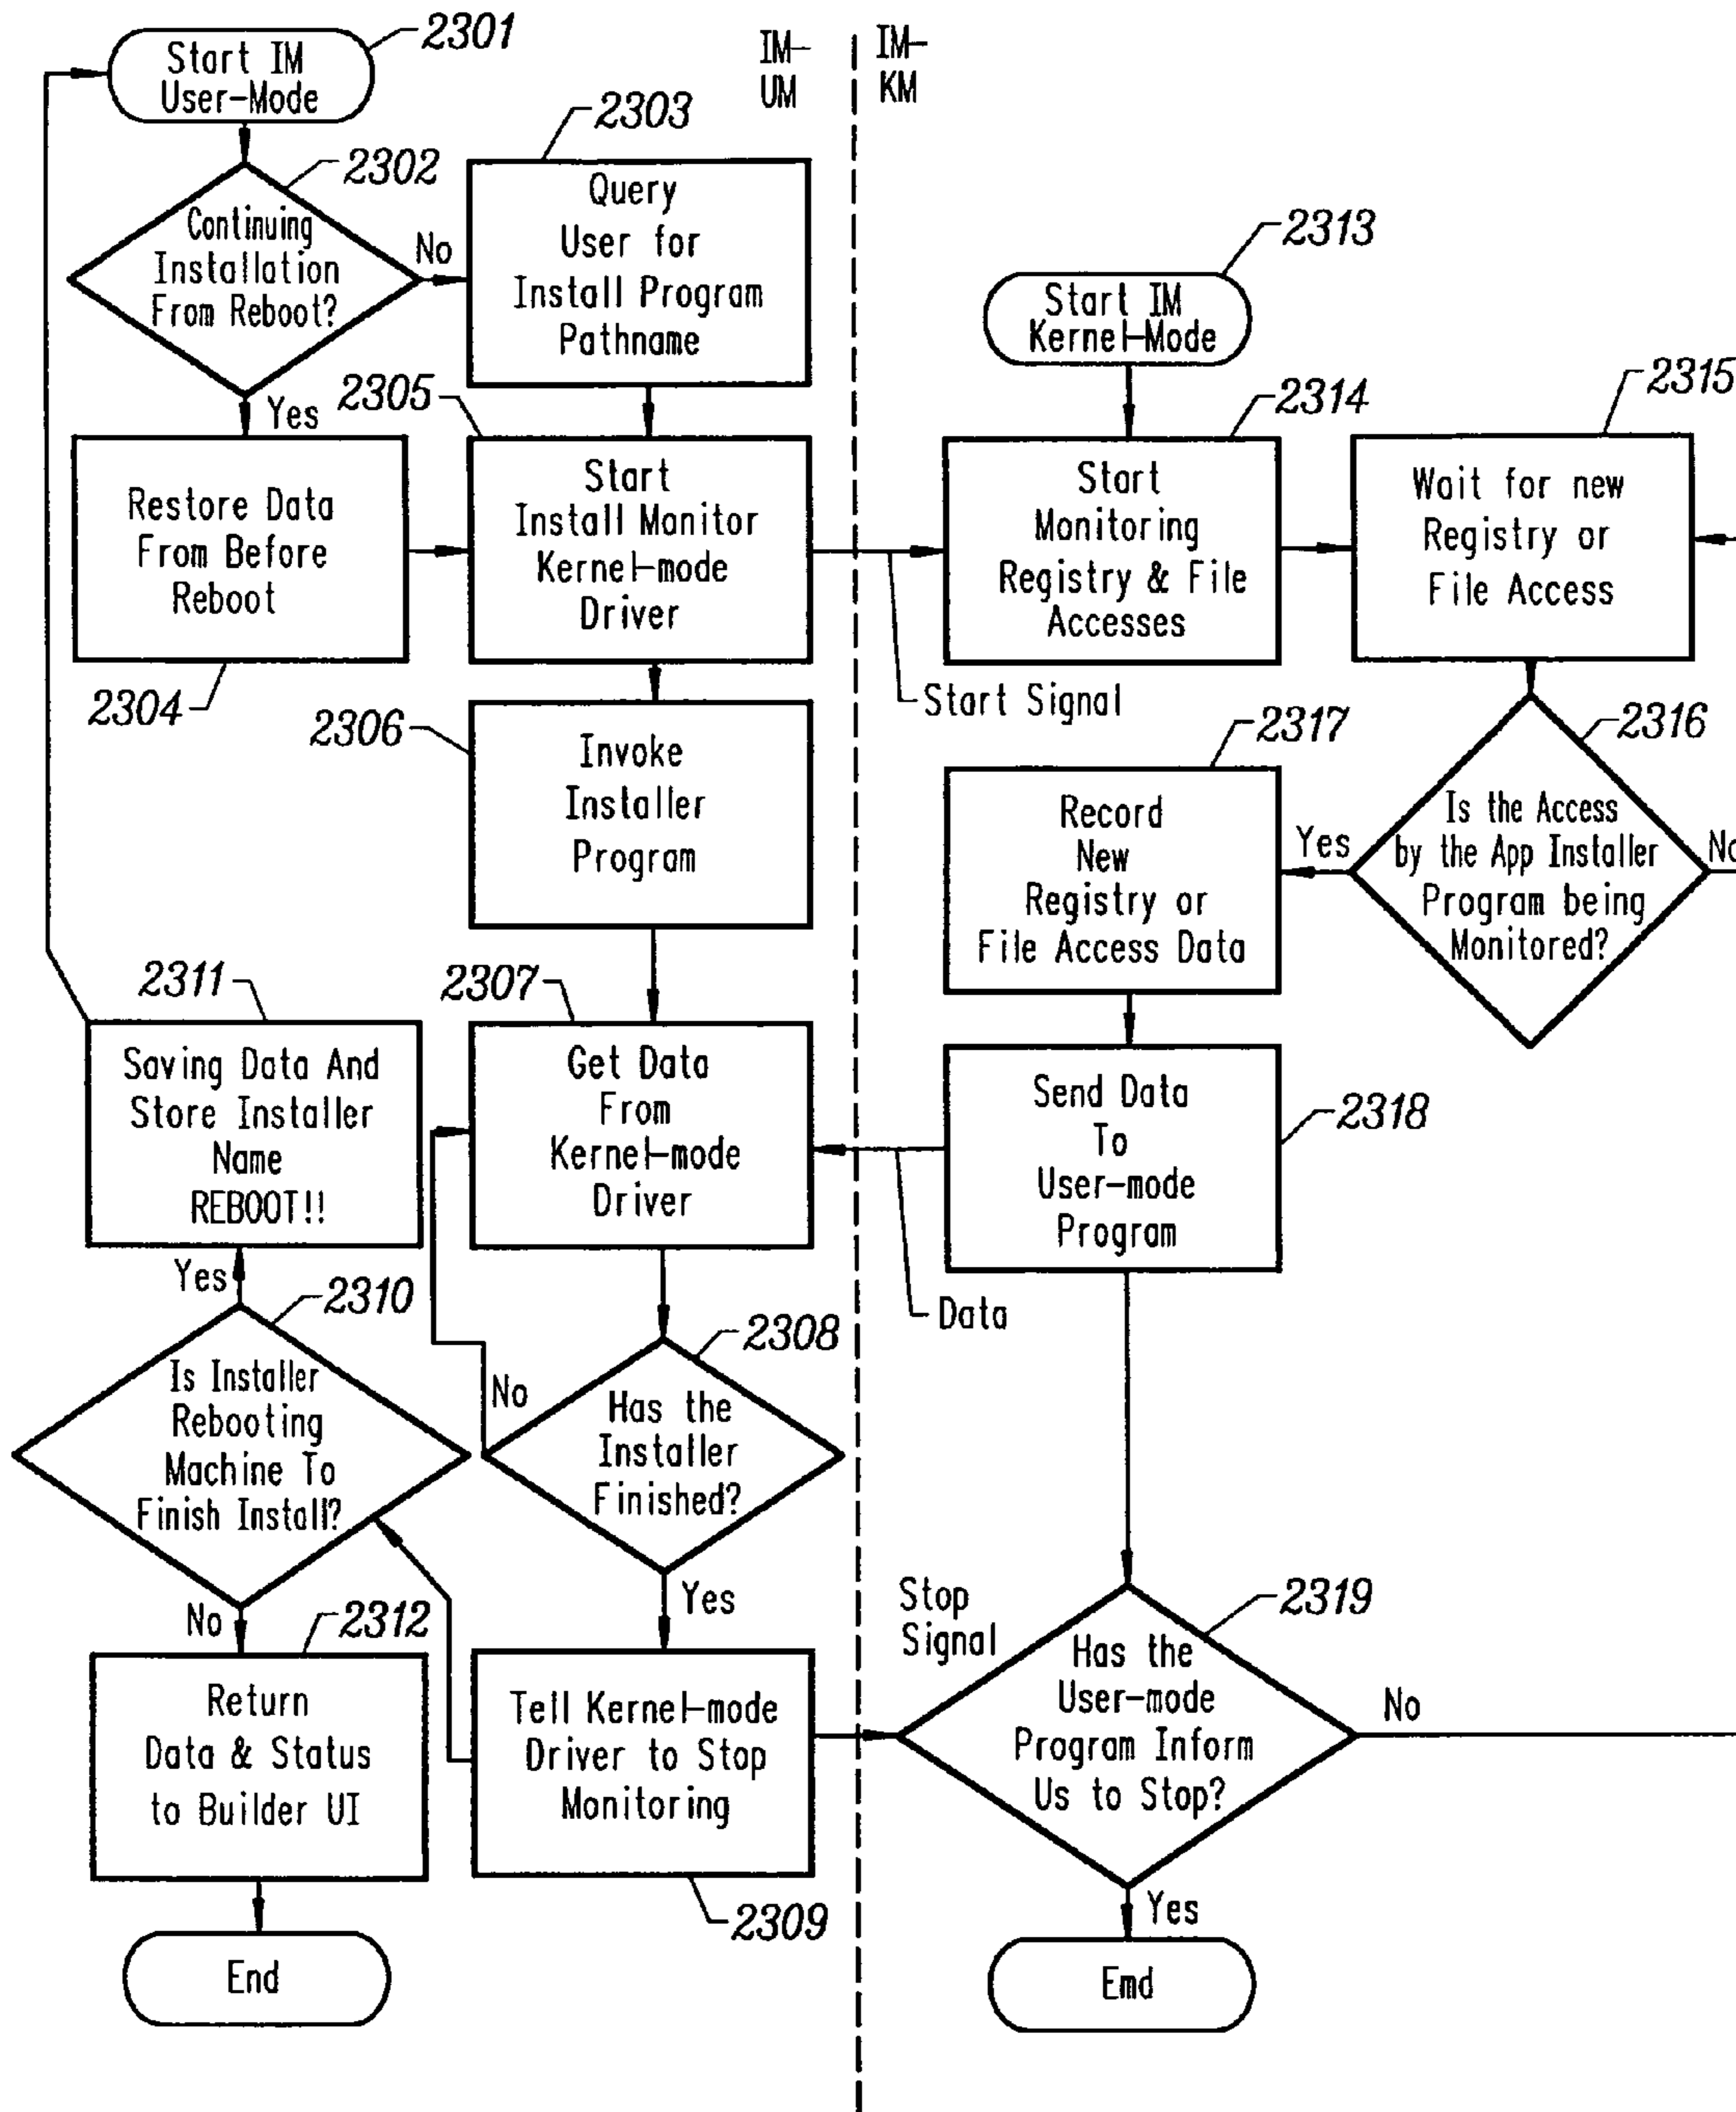 2301
Start IM
User-Mode
IM-
UM
IM-
KM
2302
Continuing
Installation
From Reboot?
No
Yes
2303
Query
User for
Install Program
Pathname
2304
Restore Data
From Before
Reboot
2305
Start
Install Manitor
Kernel-mode
Driver
Start Signal
2306
Invoke
Installer
Program
2307
Get Data
From
Kernel-mode
Driver
Data
2308
Has the
Installer
Finished?
No
Yes
2309
Tell Kernel-mode
Driver to Stop
Monitoring
Stop
Signal
2310
Is Installer
Rebooting
Machine To
Finish Install?
Yes
No
2311
Saving Data And
Store Installer
Name
REBOOT!!
2312
Return
Data & Status
to Builder UI
End
2313
Start IM
Kernel-Mode
2314
Start
Monitoring
Registry & File
Accesses
2315
Wait for new
Registry or
File Access
2316
Is the Access
by the App Installer
Program being
Monitored?
Yes
No
2317
Record
New
Registry or
File Access Data
2318
Send Data
To
User-mode
Program
2319
Has the
User-mode
Program Inform
Us to Stop?
No
Yes
Emd